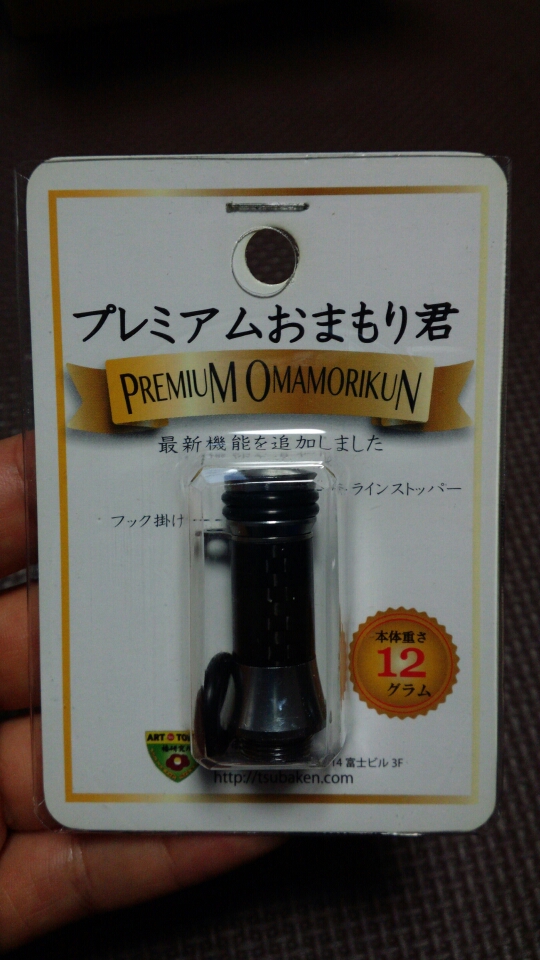 プレミアムおまもり君
PREMIUM OMAMORIKUN
最新機能を追加しました
ラインストッパー
フック掛け
本体重さ
12
グラム
ART
14 富士ビル 3F
http://tsubaken.com